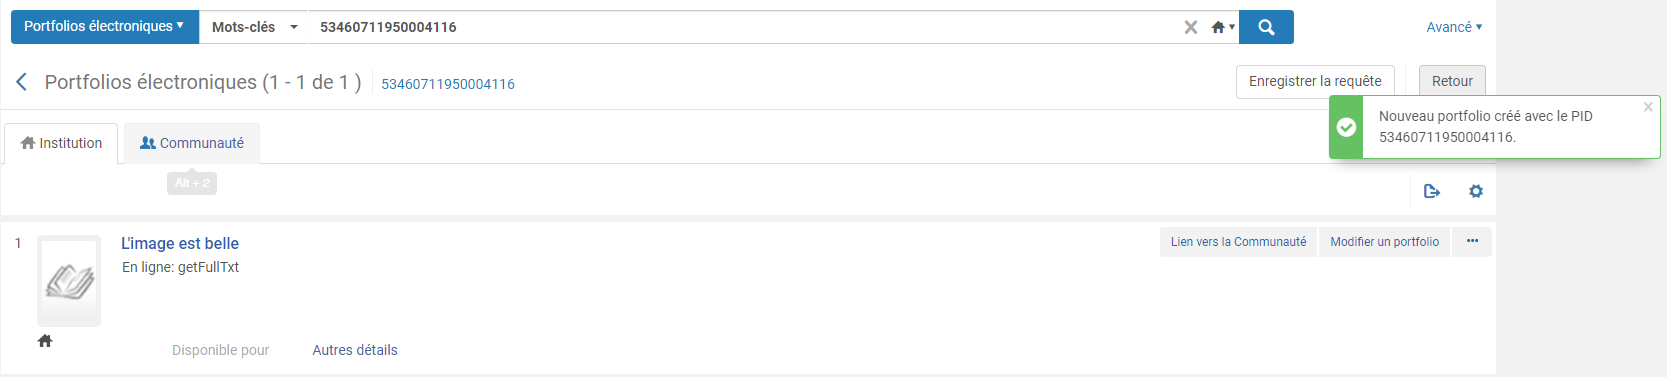 Portfolios électroniques Mots-clés 53460711950004116 Avancé
Portfolios électroniques (1 - 1 de 1 ) 53460711950004116 Enregistrer la requête Retour
Nouveau portfolio créé avec le PID
53460711950004116.
Institution Communauté
Alt + 2
1 L'image est belle Lien vers la Communauté Modifier un portfolio
En ligne: getFullTxt
Disponible pour Autres détails